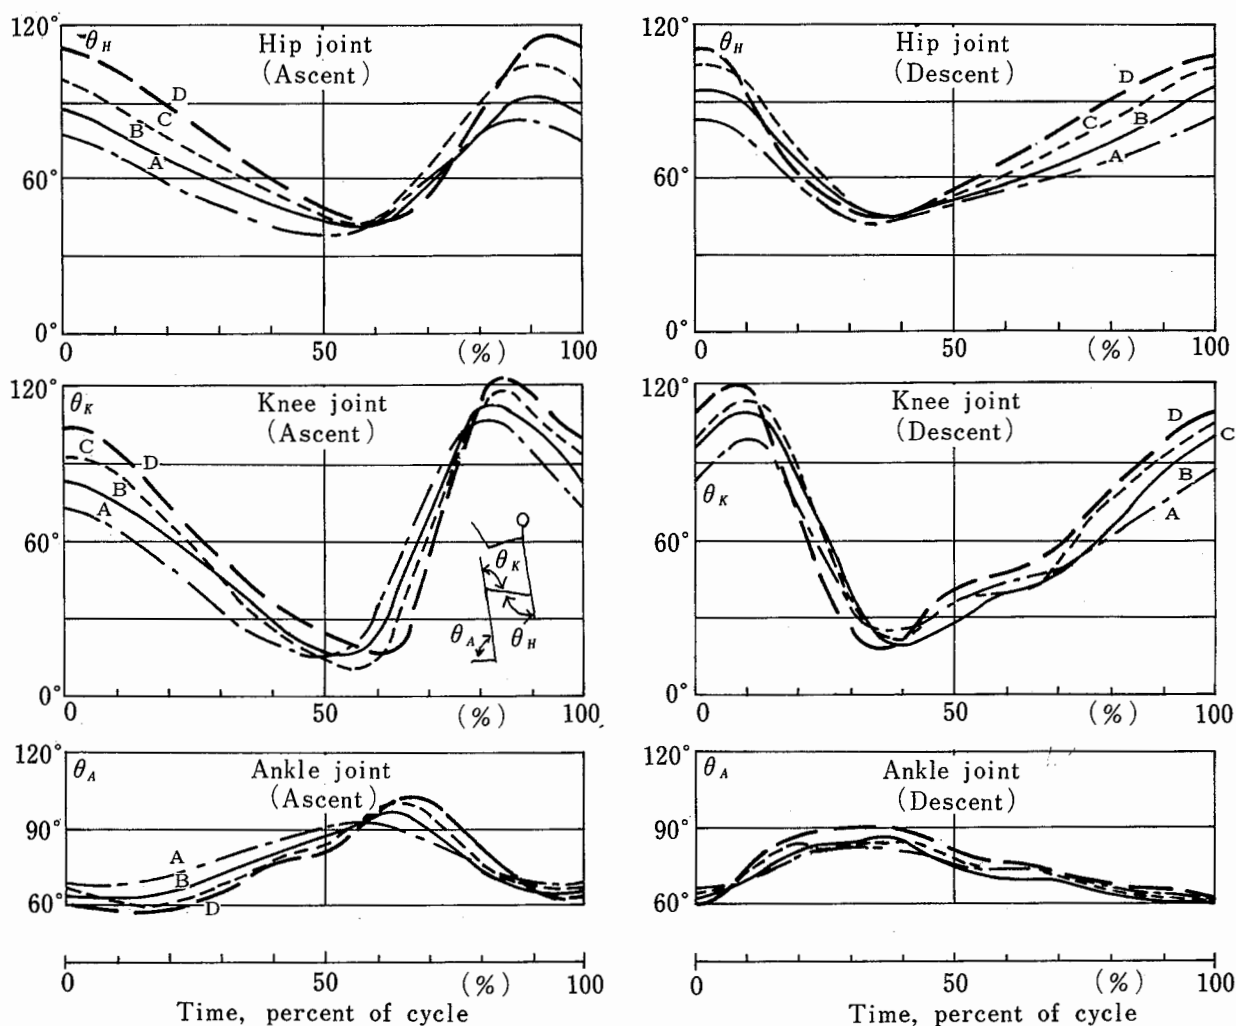 120°
θH
Hip joint
(Ascent)
D
C
B
A
60°
0°
0
50
(%)
100
120°
θH
Hip joint
(Descent)
D
C
B
A
60°
0°
0
50
(%)
100
120°
θK
Knee joint
(Ascent)
C
D
B
A
60°
θK
θA
θH
0°
0
50
(%)
100
120°
Knee joint
(Descent)
D
C
B
θK
A
60°
0°
0
50
(%)
100
120°
θA
Ankle joint
(Ascent)
90°
A
B
60°
D
0
50
(%)
100
Time, percent of cycle
120°
θA
Ankle joint
(Descent)
90°
60°
0
50
(%)
100
Time, percent of cycle